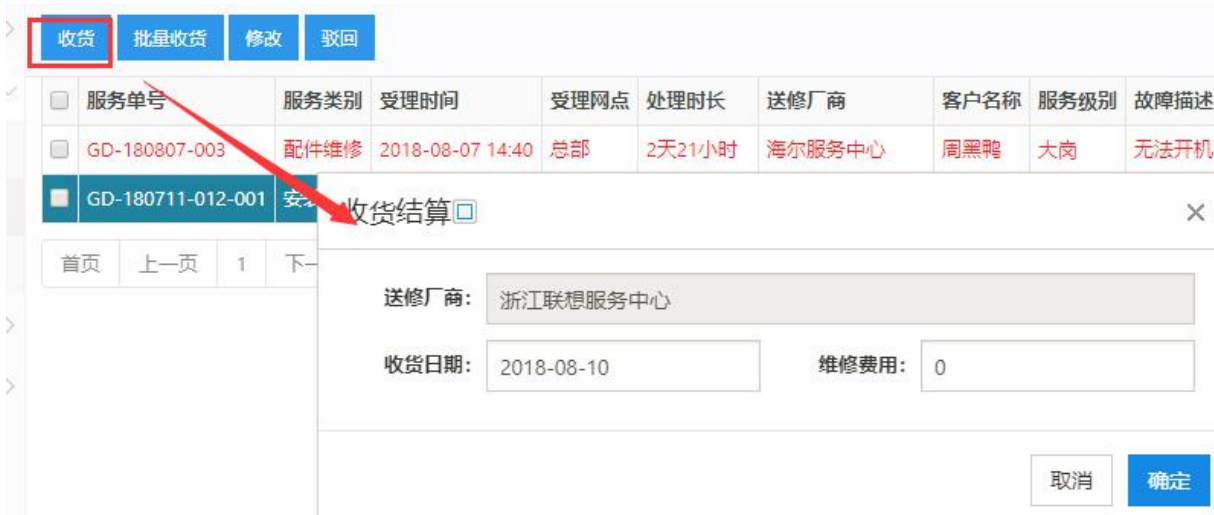 收货 批量收货 修改 驳回
服务单号 服务类别 受理时间 受理网点 处理时长 送修厂商 客户名称 服务级别 故障描述
GD-180807-003 配件维修 2018-08-07 14:40 总部 2天21小时 海尔服务中心 周黑鸭 大岗 无法开机
GD-180711-012-001 安
收货结算
首页 上一页 1 下一
送修厂商: 浙江联想服务中心
收货日期: 2018-08-10 维修费用: 0
取消 确定